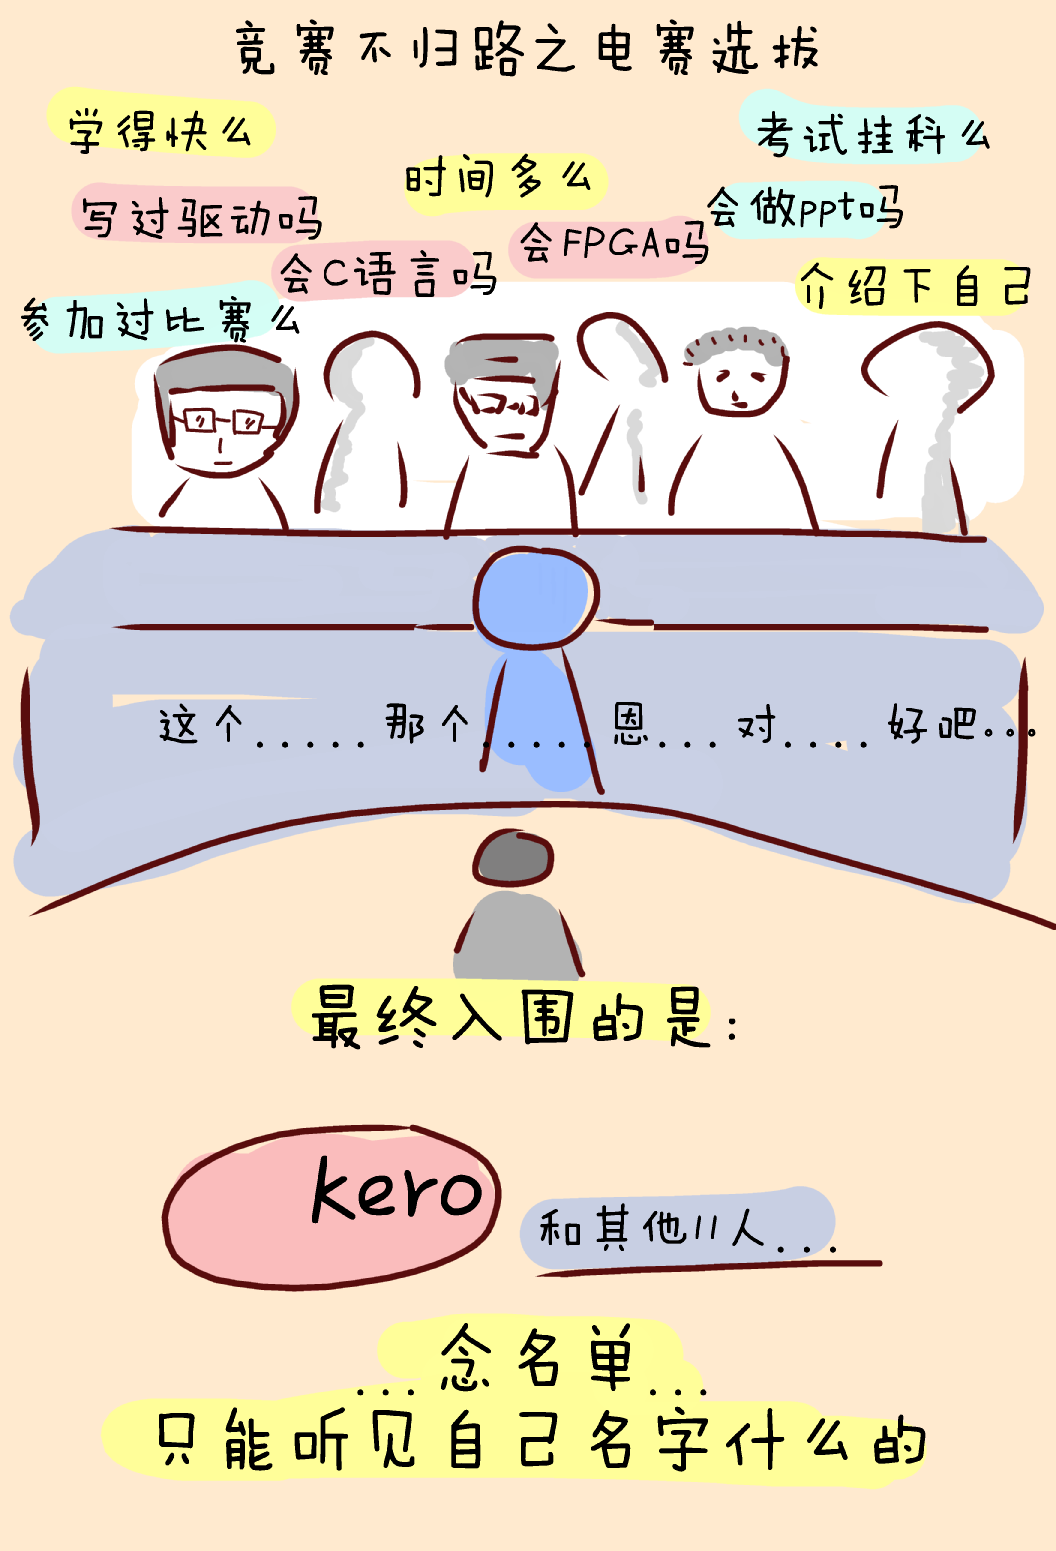 竞赛不归路之电赛选拔
学得快么
考试挂科么
时间多么
写过驱动吗
会做ppt吗
会FPGA吗
会C语言吗
介绍下自己
参加过比赛么
这个.....那个.....恩...对....好吧...
最终入围的是:
kero
和其他11人...
...念名单...
只能听见自己名字什么的